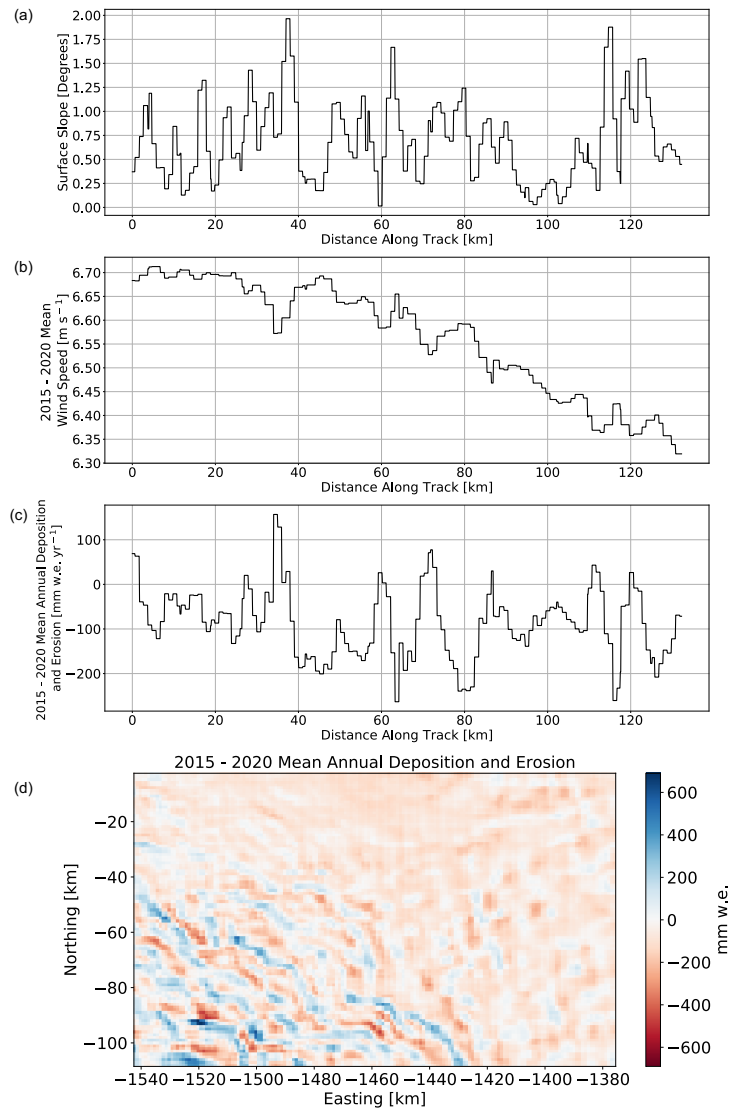 (a)
Surface Slope [Degrees]
2.00
1.75
1.50
1.25
1.00
0.75
0.50
0.25
0.00
0 20 40 60 80 100 120
Distance Along Track [km]
(b)
2015 - 2020 Mean
Wind Speed [m s⁻¹]
6.70
6.65
6.60
6.55
6.50
6.45
6.40
6.35
6.30
0 20 40 60 80 100 120
Distance Along Track [km]
(c)
2015 - 2020 Mean Annual Deposition
and Erosion [mm w.e. yr⁻¹]
100
0
−100
−200
0 20 40 60 80 100 120
Distance Along Track [km]
(d)
2015 - 2020 Mean Annual Deposition and Erosion
Northing [km]
−20
−40
−60
−80
−100
−1540 −1520 −1500 −1480 −1460 −1440 −1420 −1400 −1380
Easting [km]
600
400
200
0
−200
−400
−600
mm w.e.